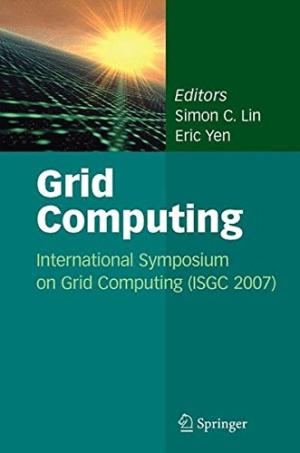 Editors
Simon C. Lin
Eric Yen
Grid
Computing
International Symposium
on Grid Computing (ISGC 2007)
Springer